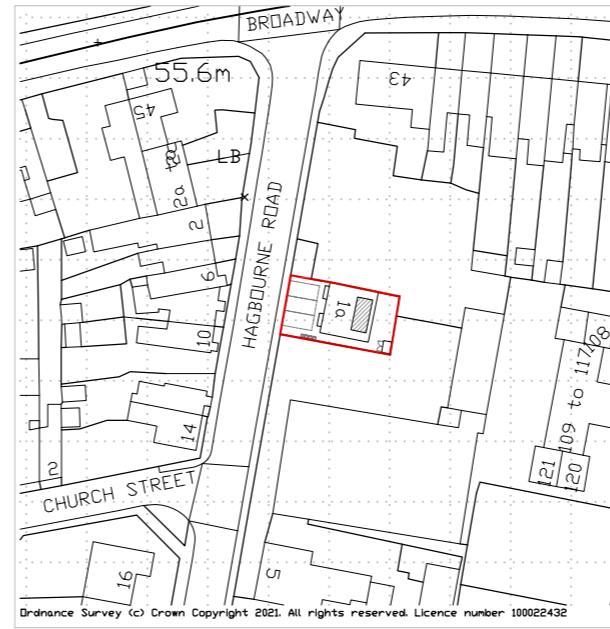 BROADWAY
55.6m
43
45
LB
2a
2
HAGBOURNE ROAD
6
1a
10
109 to 117/08
14
121
120
2
CHURCH STREET
16
5
Ordnance Survey (c) Crown Copyright 2021. All rights reserved. Licence number 100022432